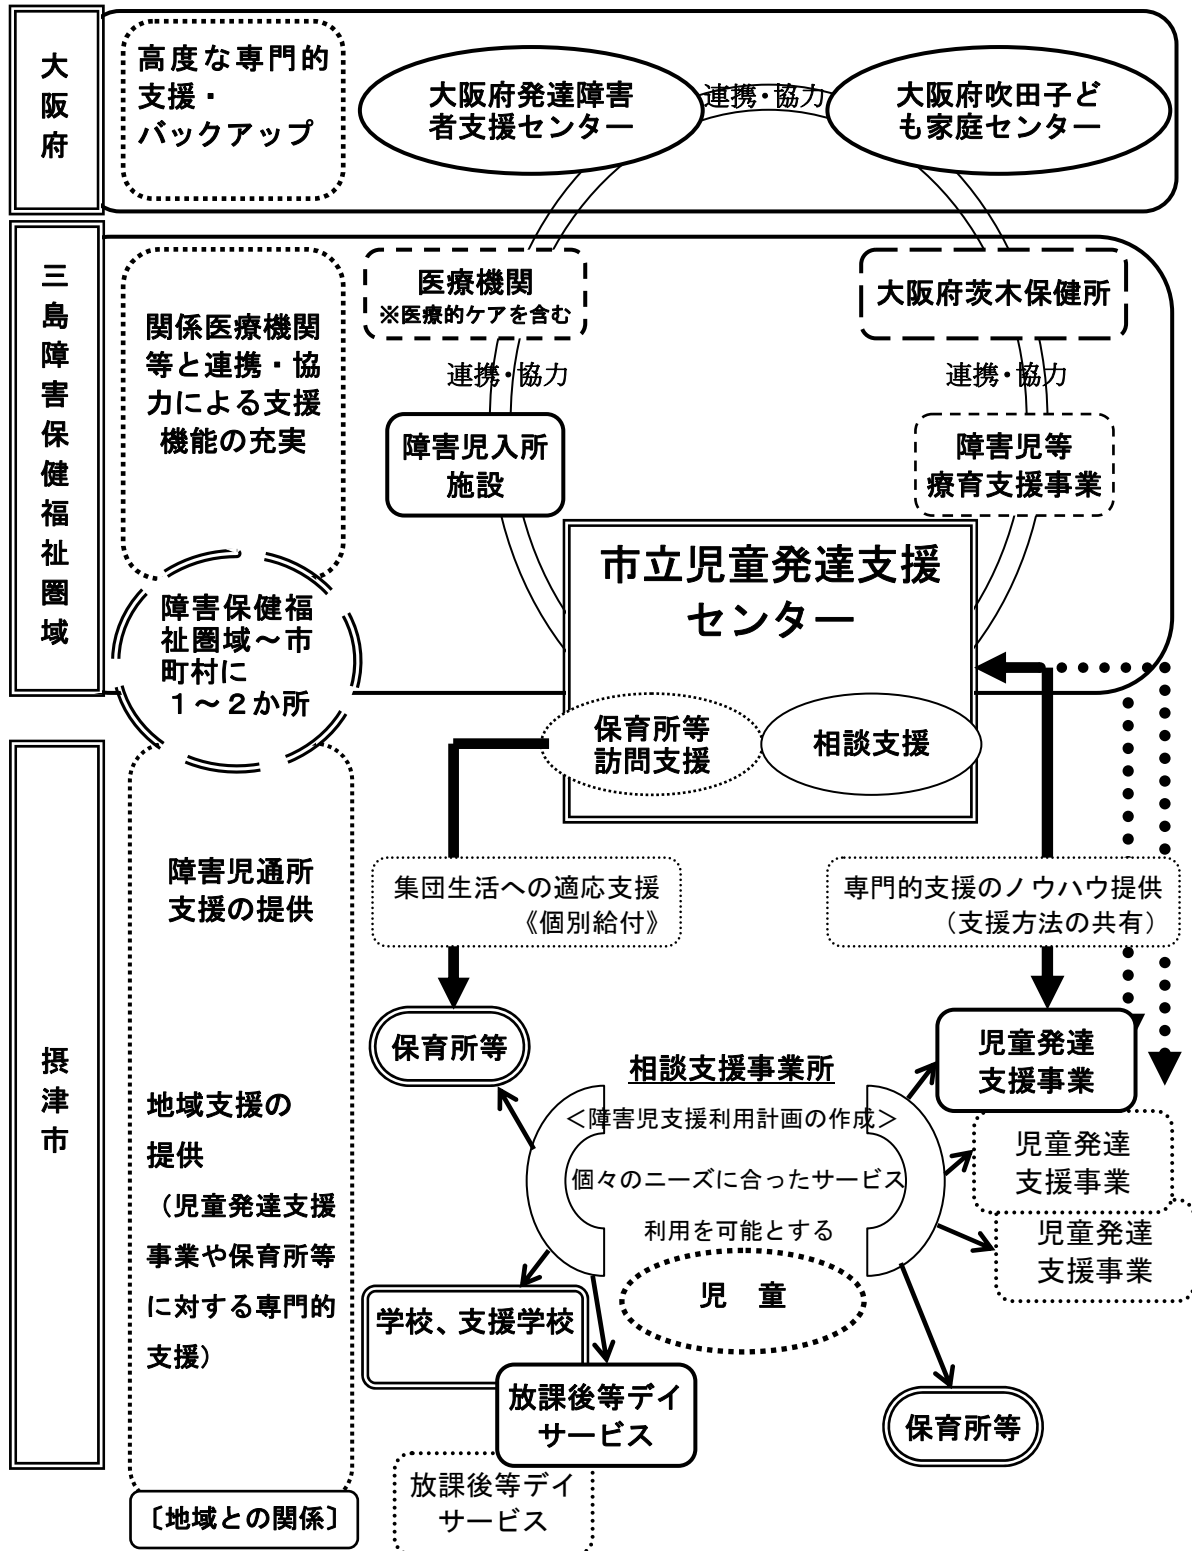 大阪府
高度な専門的
支援・
バックアップ
大阪府発達障害
者支援センター
連携・協力
大阪府吹田子ど
も家庭センター
三島障害保健福祉圏域
関係医療機関
等と連携・協
力による支援
機能の充実
医療機関
※医療的ケアを含む
大阪府茨木保健所
連携・協力
連携・協力
障害児入所
施設
障害児等
療育支援事業
市立児童発達支援
センター
障害保健福
祉圏域～市
町村に
１～２か所
保育所等
訪問支援
相談支援
摂津市
障害児通所
支援の提供
集団生活への適応支援
《個別給付》
専門的支援のノウハウ提供
（支援方法の共有）
地域支援の
提供
（児童発達支援
事業や保育所等
に対する専門的
支援）
保育所等
相談支援事業所
＜障害児支援利用計画の作成＞
個々のニーズに合ったサービス
利用を可能とする
児　童
児童発達
支援事業
児童発達
支援事業
児童発達
支援事業
学校、支援学校
放課後等デイ
サービス
放課後等デイ
サービス
保育所等
〔地域との関係〕